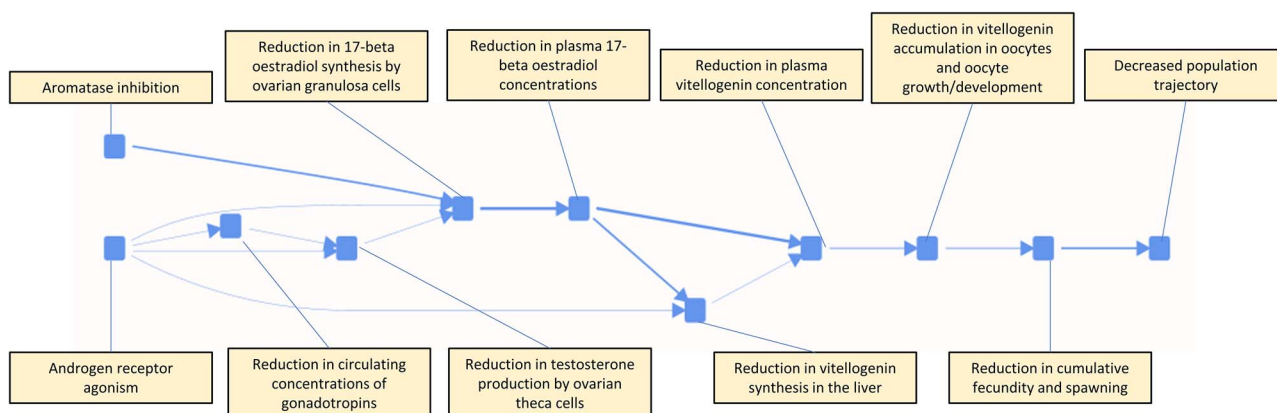 Aromatase inhibition
Reduction in 17-beta
oestradiol synthesis by
ovarian granulosa cells
Reduction in plasma 17-
beta oestradiol
concentrations
Reduction in plasma
vitellogenin concentration
Reduction in vitellogenin
accumulation in oocytes
and oocyte
growth/development
Decreased population
trajectory
Androgen receptor
agonism
Reduction in circulating
concentrations of
gonadotropins
Reduction in testosterone
production by ovarian
theca cells
Reduction in vitellogenin
synthesis in the liver
Reduction in cumulative
fecundity and spawning